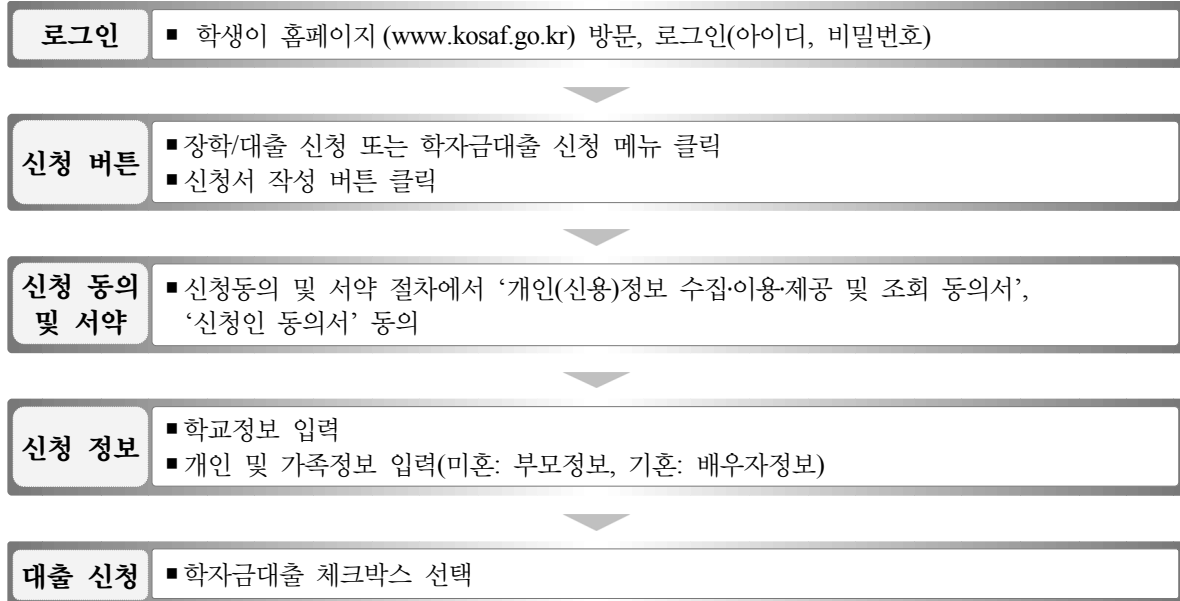 로그인
▪ 학생이 홈페이지(www.kosaf.go.kr) 방문, 로그인(아이디, 비밀번호)
신청 버튼
▪장학/대출 신청 또는 학자금대출 신청 메뉴 클릭
▪신청서 작성 버튼 클릭
신청 동의
및 서약
▪신청동의 및 서약 절차에서 ‘개인(신용)정보 수집·이용·제공 및 조회 동의서’,
‘신청인 동의서’ 동의
신청 정보
▪학교정보 입력
▪개인 및 가족정보 입력(미혼: 부모정보, 기혼: 배우자정보)
대출 신청
▪학자금대출 체크박스 선택